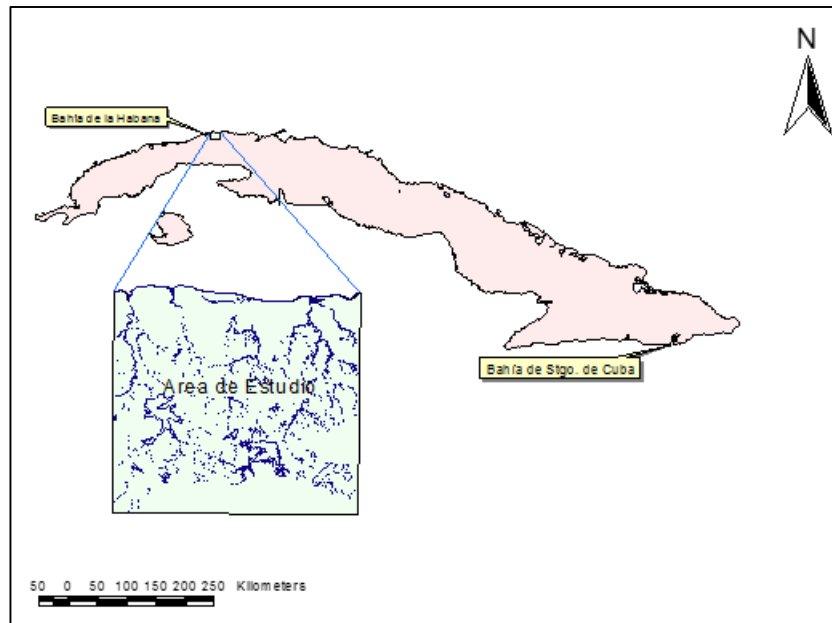 N
Bahía de la Habana
Bahía de Stgo. de Cuba
Area de Estudio
50 0 50 100 150 200 250 Kilometers